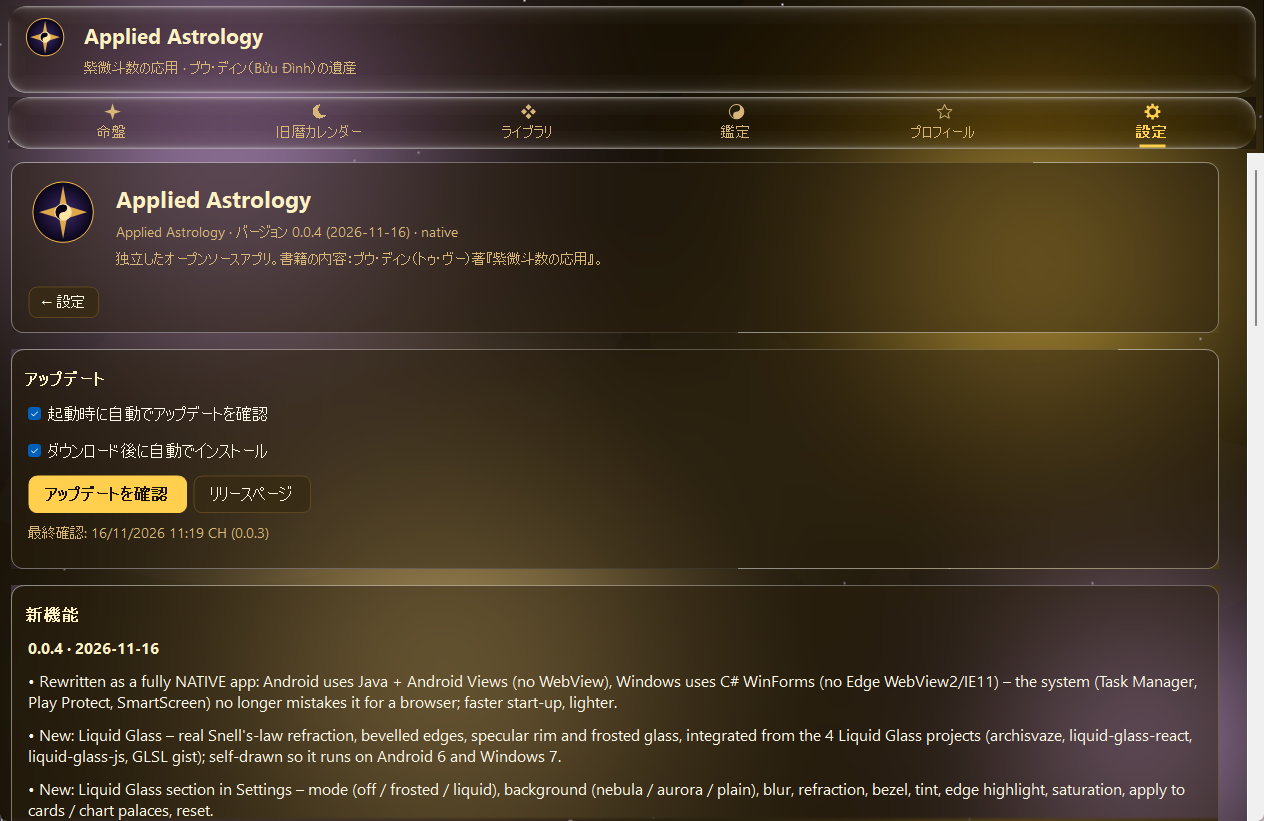 Applied Astrology
紫微斗数の応用 · ブウ・ディン(Bửu Đình)の遺産
命盤
旧暦カレンダー
ライブラリ
鑑定
プロフィール
設定
Applied Astrology
Applied Astrology · バージョン 0.0.4 (2026-11-16) · native
独立したオープンソースアプリ。書籍の内容：ブウ・ディン(トゥ・ヴー)著『紫微斗数の応用』。
← 設定
アップデート
起動時に自動でアップデートを確認
ダウンロード後に自動でインストール
アップデートを確認
リリースページ
最終確認: 16/11/2026 11:19 CH (0.0.3)
新機能
0.0.4 · 2026-11-16
• Rewritten as a fully NATIVE app: Android uses Java + Android Views (no WebView), Windows uses C# WinForms (no Edge WebView2/IE11) – the system (Task Manager,
Play Protect, SmartScreen) no longer mistakes it for a browser; faster start-up, lighter.
• New: Liquid Glass – real Snell's-law refraction, bevelled edges, specular rim and frosted glass, integrated from the 4 Liquid Glass projects (archisvaze, liquid-glass-react,
liquid-glass-js, GLSL gist); self-drawn so it runs on Android 6 and Windows 7.
• New: Liquid Glass section in Settings – mode (off / frosted / liquid), background (nebula / aurora / plain), blur, refraction, bezel, tint, edge highlight, saturation, apply to
cards / chart palaces, reset.